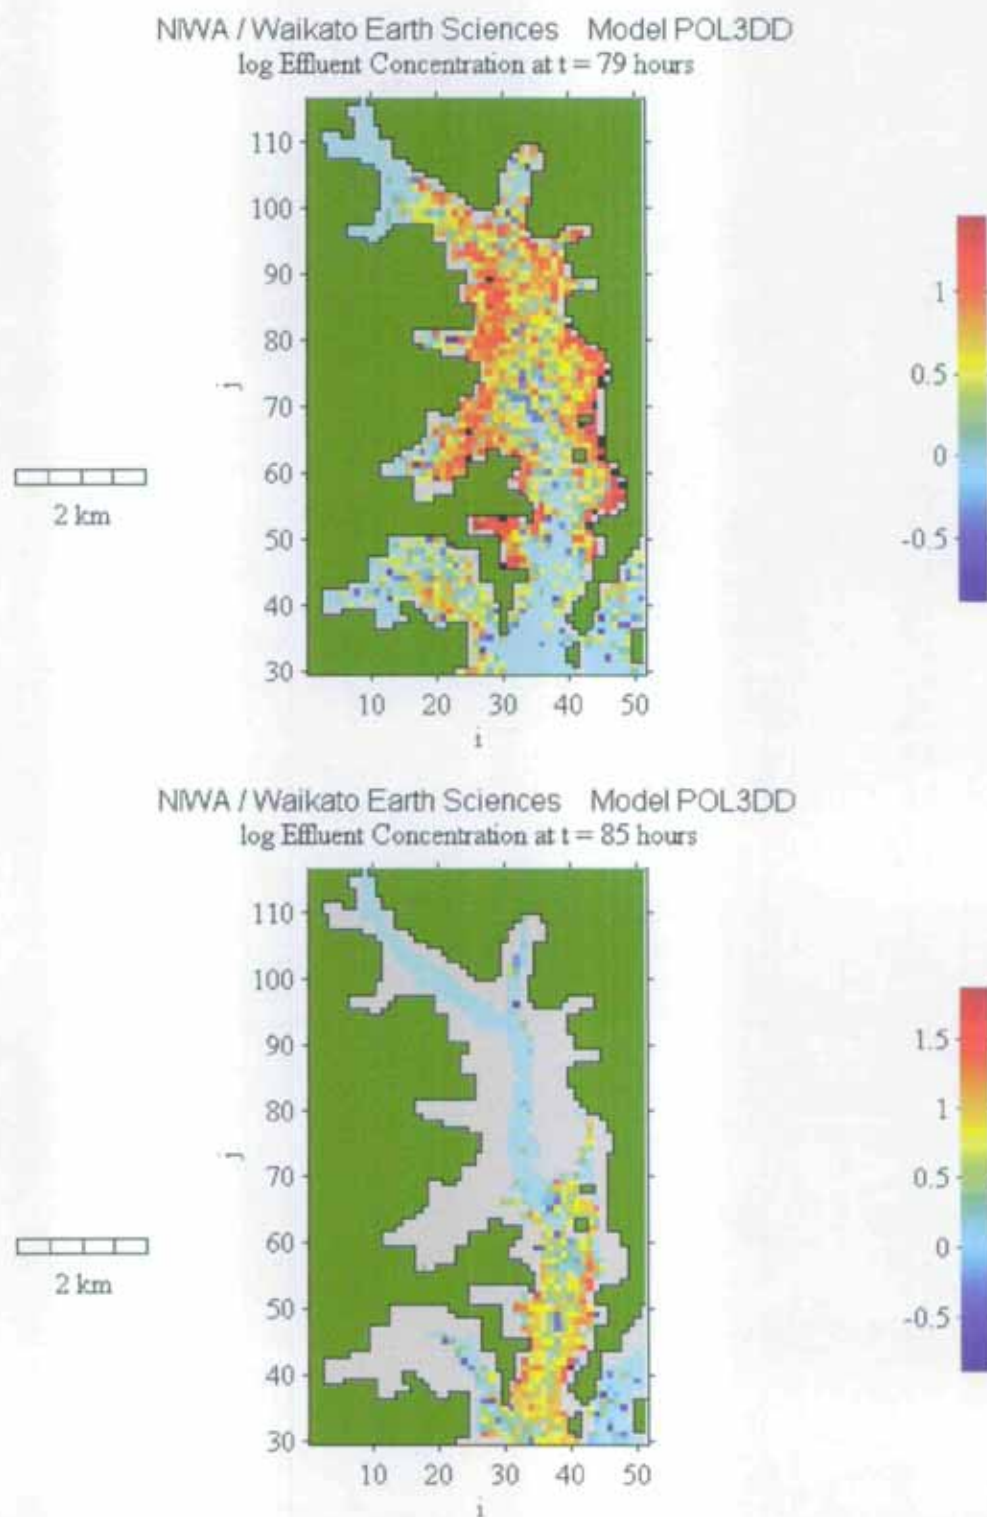 NIWA / Waikato Earth Sciences Model POL3DD
log Effluent Concentration at t = 79 hours
110
100
90
80
70
60
50
40
30
j
10 20 30 40 50
i
2 km
1
0.5
0
-0.5
NIWA / Waikato Earth Sciences Model POL3DD
log Effluent Concentration at t = 85 hours
110
100
90
80
70
60
50
40
30
j
10 20 30 40 50
i
2 km
1.5
1
0.5
0
-0.5